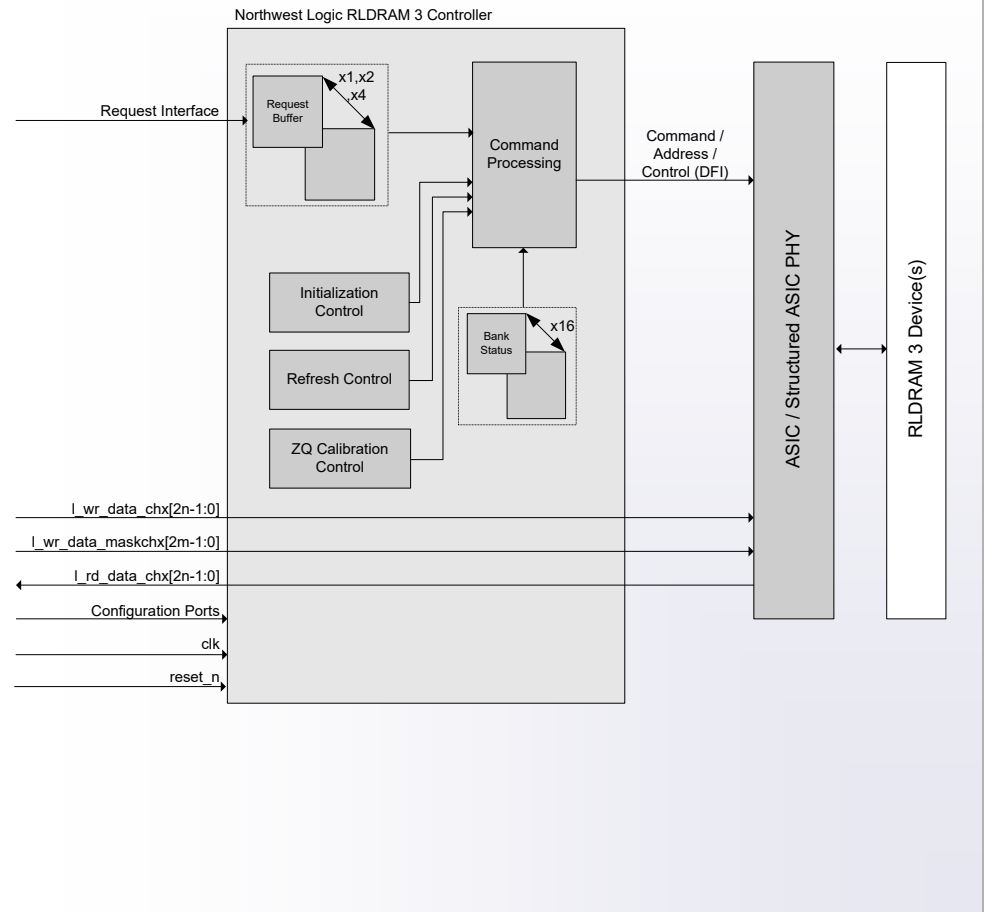 Northwest Logic RLDRAM 3 Controller
x1,x2
,x4
Request
Buffer
Request Interface
Command
Processing
Command /
Address /
Control (DFI)
Initialization
Control
x16
Bank
Status
Refresh Control
ZQ Calibration
Control
ASIC / Structured ASIC PHY
RLDRAM 3 Device(s)
l_wr_data_chx[2n-1:0]
l_wr_data_maskchx[2m-1:0]
l_rd_data_chx[2n-1:0]
Configuration Ports
clk
reset_n